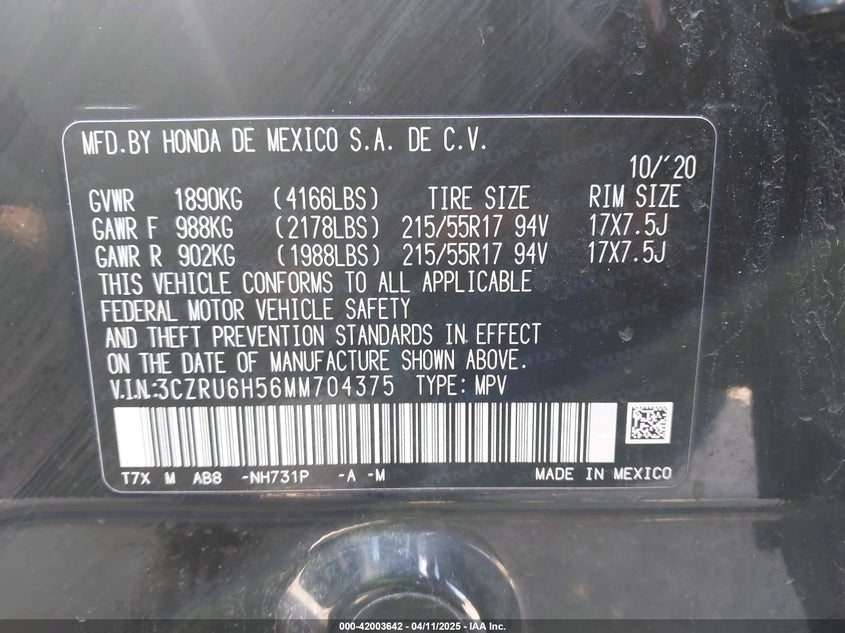 MFD.BY HONDA DE MEXICO S.A. DE C.V.
10/'20
GVWR 1890KG (4166LBS) TIRE SIZE RIM SIZE
GAWR F 988KG (2178LBS) 215/55R17 94V 17X7.5J
GAWR R 902KG (1988LBS) 215/55R17 94V 17X7.5J
THIS VEHICLE CONFORMS TO ALL APPLICABLE
FEDERAL MOTOR VEHICLE SAFETY
AND THEFT PREVENTION STANDARDS IN EFFECT
ON THE DATE OF MANUFACTURE SHOWN ABOVE.
V.I.N.:3CZRU6H56MM704375 TYPE: MPV
T7X M AB8 -NH731P -A -M MADE IN MEXICO
000-42003642 - 04/11/2025 - IAA Inc.